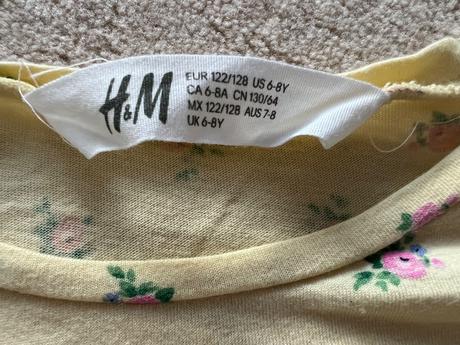 H&M
EUR 122/128 US 6-8Y
CA 6-8A CN 130/64
MX 122/128 AUS 7-8
UK 6-8Y